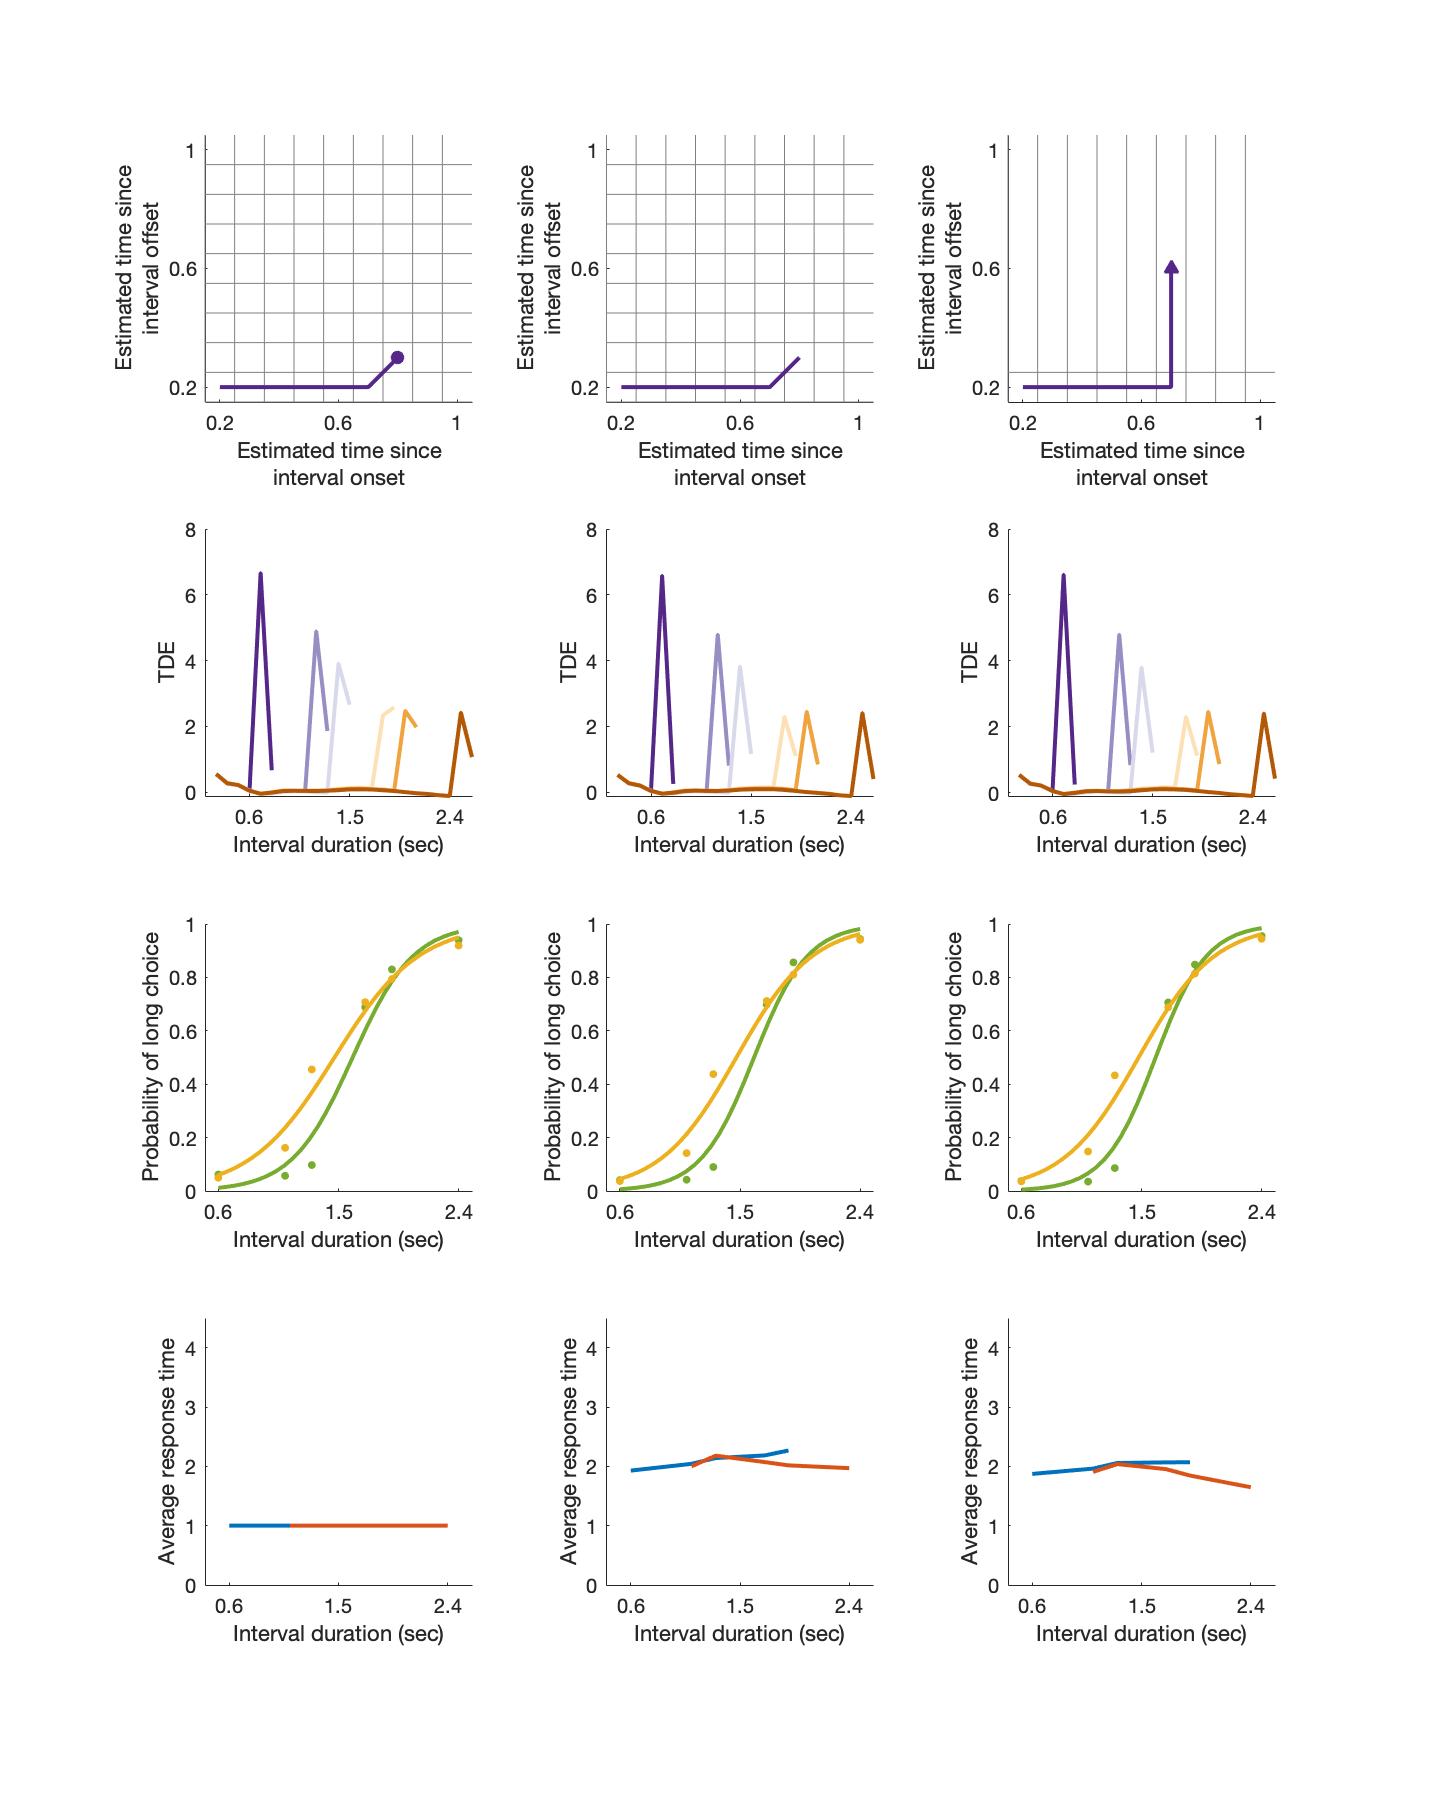 Estimated time since
interval offset
1
0.6
0.2
0.2 0.6 1
Estimated time since
interval onset
Estimated time since
interval offset
1
0.6
0.2
0.2 0.6 1
Estimated time since
interval onset
Estimated time since
interval offset
1
0.6
0.2
0.2 0.6 1
Estimated time since
interval onset
TDE
8
6
4
2
0
0.6 1.5 2.4
Interval duration (sec)
TDE
8
6
4
2
0
0.6 1.5 2.4
Interval duration (sec)
TDE
8
6
4
2
0
0.6 1.5 2.4
Interval duration (sec)
Probability of long choice
1
0.8
0.6
0.4
0.2
0
0.6 1.5 2.4
Interval duration (sec)
Probability of long choice
1
0.8
0.6
0.4
0.2
0
0.6 1.5 2.4
Interval duration (sec)
Probability of long choice
1
0.8
0.6
0.4
0.2
0
0.6 1.5 2.4
Interval duration (sec)
Average response time
4
3
2
1
0
0.6 1.5 2.4
Interval duration (sec)
Average response time
4
3
2
1
0
0.6 1.5 2.4
Interval duration (sec)
Average response time
4
3
2
1
0
0.6 1.5 2.4
Interval duration (sec)